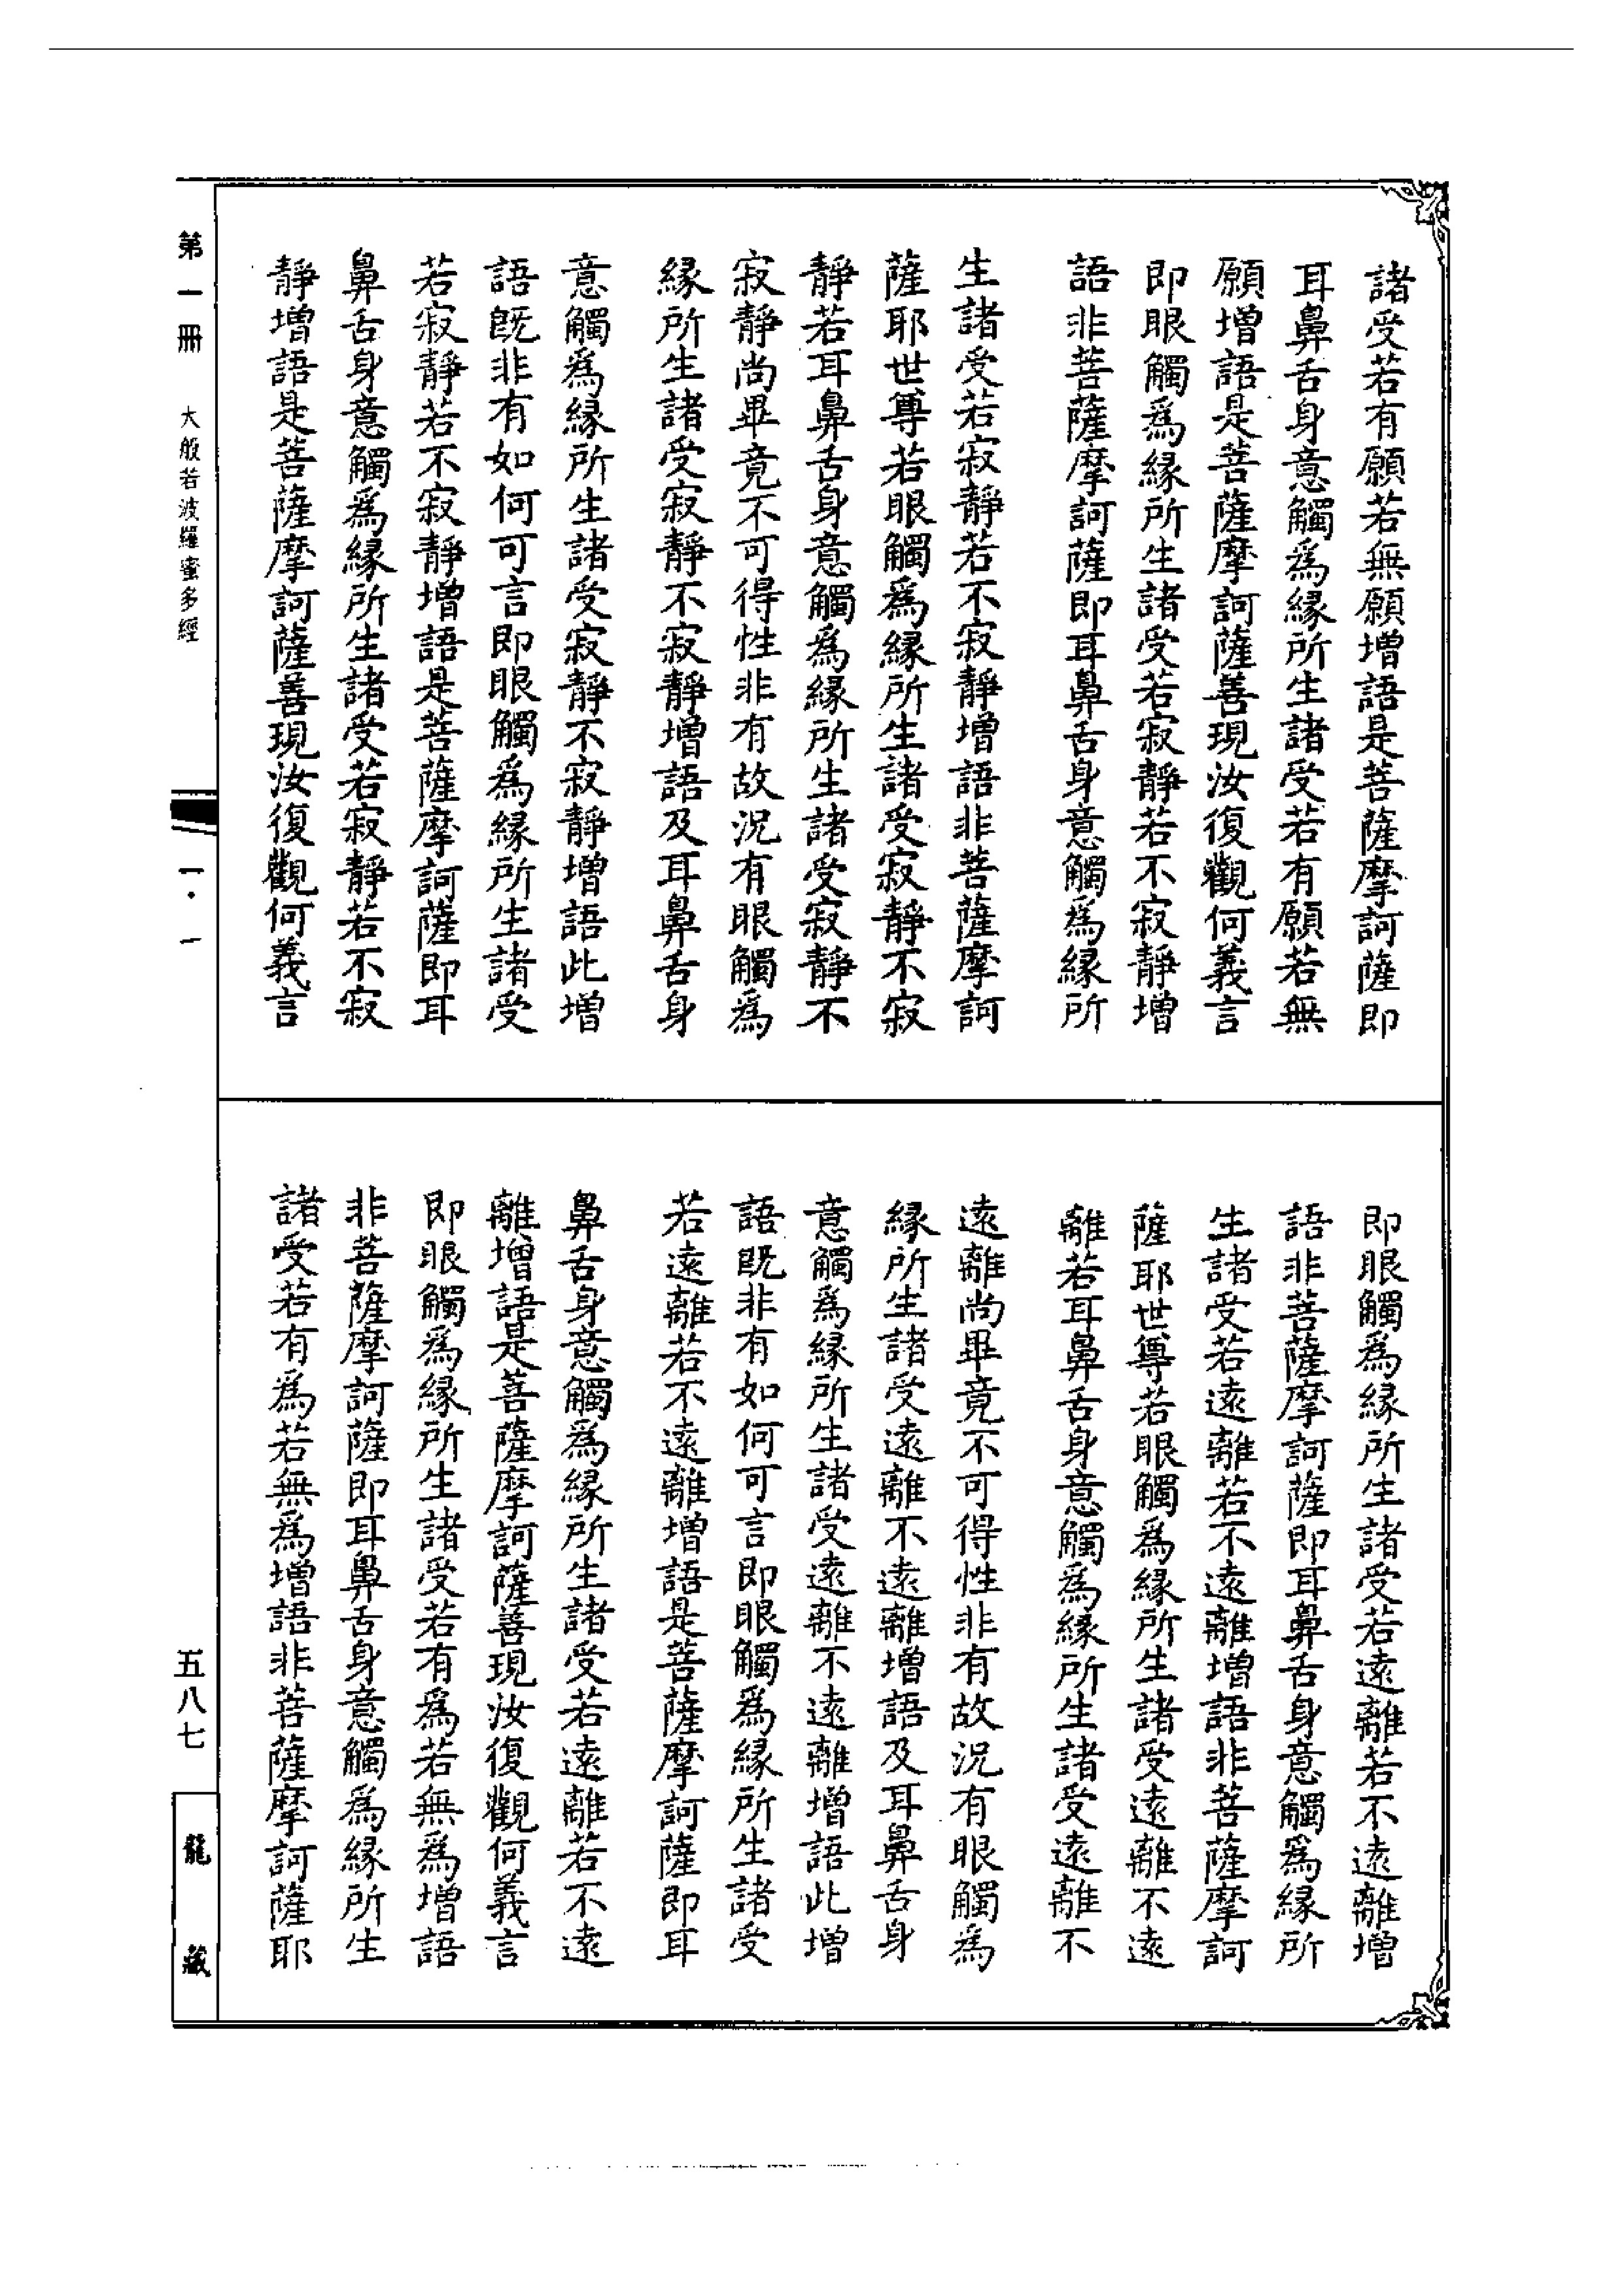 諸受若有願若無願增語是菩薩摩訶薩即
耳鼻舌身意觸爲緣所生諸受若有願若無
願增語是菩薩摩訶薩善現汝復觀何義言
即眼觸爲緣所生諸受若寂靜若不寂靜增
語非菩薩摩訶薩即耳鼻舌身意觸爲緣所
生諸受若寂靜若不寂靜增語非菩薩摩訶
薩耶世尊若眼觸爲緣所生諸受寂靜不寂
靜若耳鼻舌身意觸爲緣所生諸受寂靜不
寂靜尚畢竟不可得性非有故況有眼觸爲
緣所生諸受寂靜不寂靜增語及耳鼻舌身
意觸爲緣所生諸受寂靜不寂靜增語此增
語旣非有如何可言即眼觸爲緣所生諸受
若寂靜若不寂靜增語是菩薩摩訶薩即耳
鼻舌身意觸爲緣所生諸受若寂靜若不寂
靜增語是菩薩摩訶薩善現汝復觀何義言
即眼觸爲緣所生諸受若遠離若不遠離增
語非菩薩摩訶薩即耳鼻舌身意觸爲緣所
生諸受若遠離若不遠離增語非菩薩摩訶
薩耶世尊若眼觸爲緣所生諸受遠離不遠
離若耳鼻舌身意觸爲緣所生諸受遠離不
遠離尚畢竟不可得性非有故況有眼觸爲
緣所生諸受遠離不遠離增語及耳鼻舌身
意觸爲緣所生諸受遠離不遠離增語此增
語旣非有如何可言即眼觸爲緣所生諸受
若遠離若不遠離增語是菩薩摩訶薩即耳
鼻舌身意觸爲緣所生諸受若遠離若不遠
離增語是菩薩摩訶薩善現汝復觀何義言
即眼觸爲緣所生諸受若有爲若無爲增語
非菩薩摩訶薩即耳鼻舌身意觸爲緣所生
諸受若有爲若無爲增語非菩薩摩訶薩耶
第一冊 大般若波羅蜜多經
一·一
五八七
龍藏